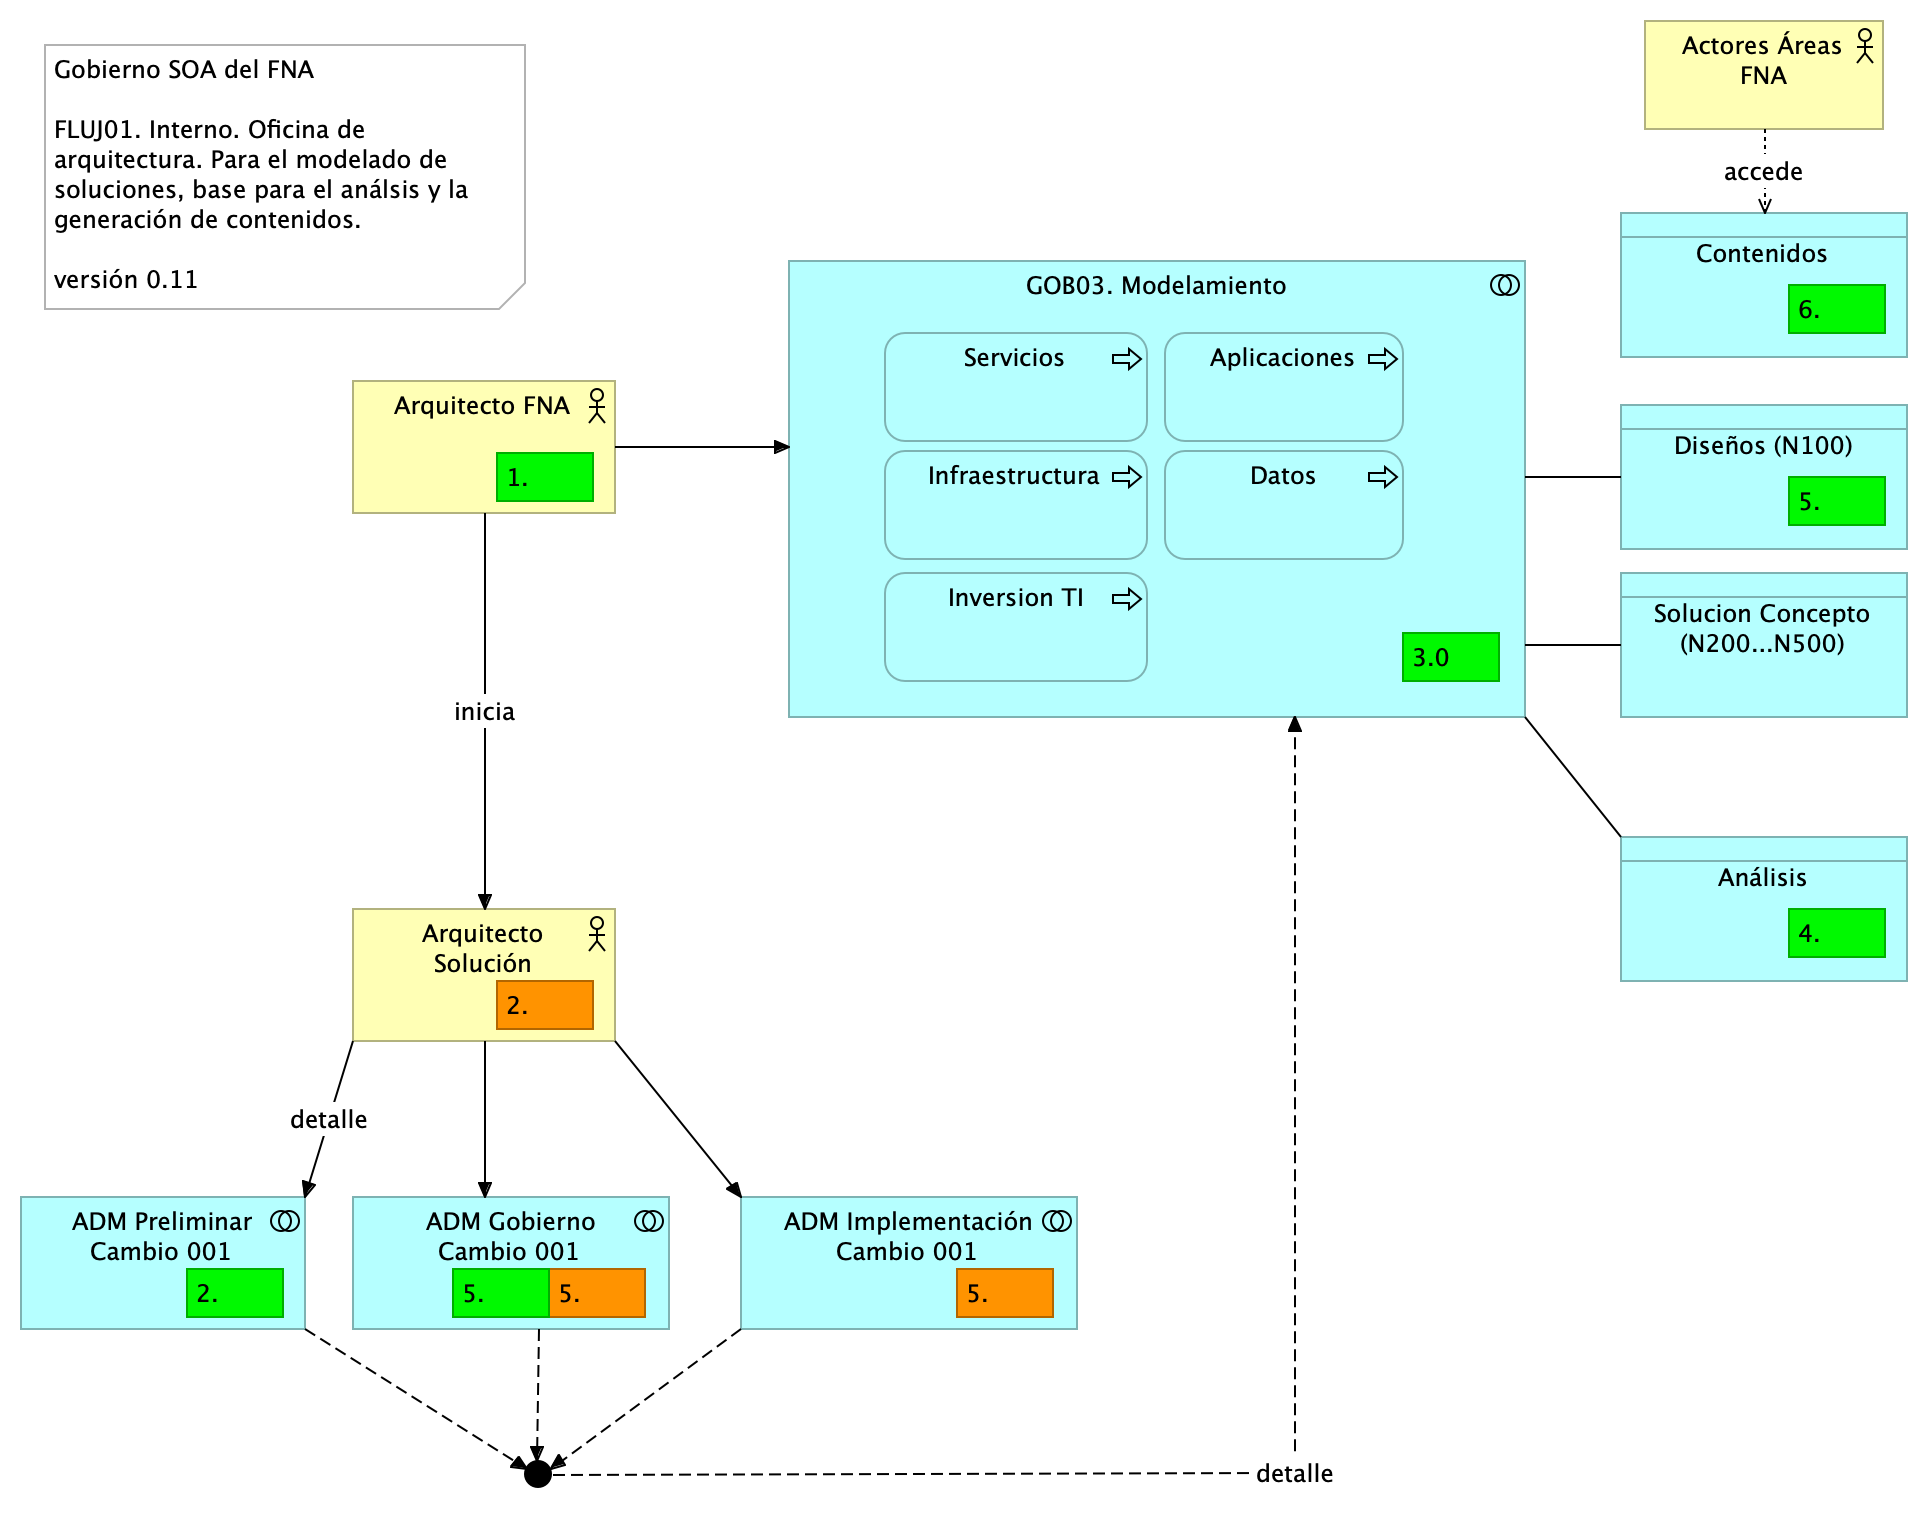 Gobierno SOA del FNA
FLUJ01. Interno. Oficina de
arquitectura. Para el modelado de
soluciones, base para el análsis y la
generación de contenidos.
versión 0.11
Actores Áreas
FNA
accede
Contenidos
6.
GOB03. Modelamiento
Servicios
Aplicaciones
Infraestructura
Datos
Inversion TI
3.0
Arquitecto FNA
1.
Diseños (N100)
5.
Solucion Concepto
(N200...N500)
inicia
Análisis
4.
Arquitecto
Solución
2.
detalle
ADM Preliminar
Cambio 001
2.
ADM Gobierno
Cambio 001
5.
5.
ADM Implementación
Cambio 001
5.
detalle